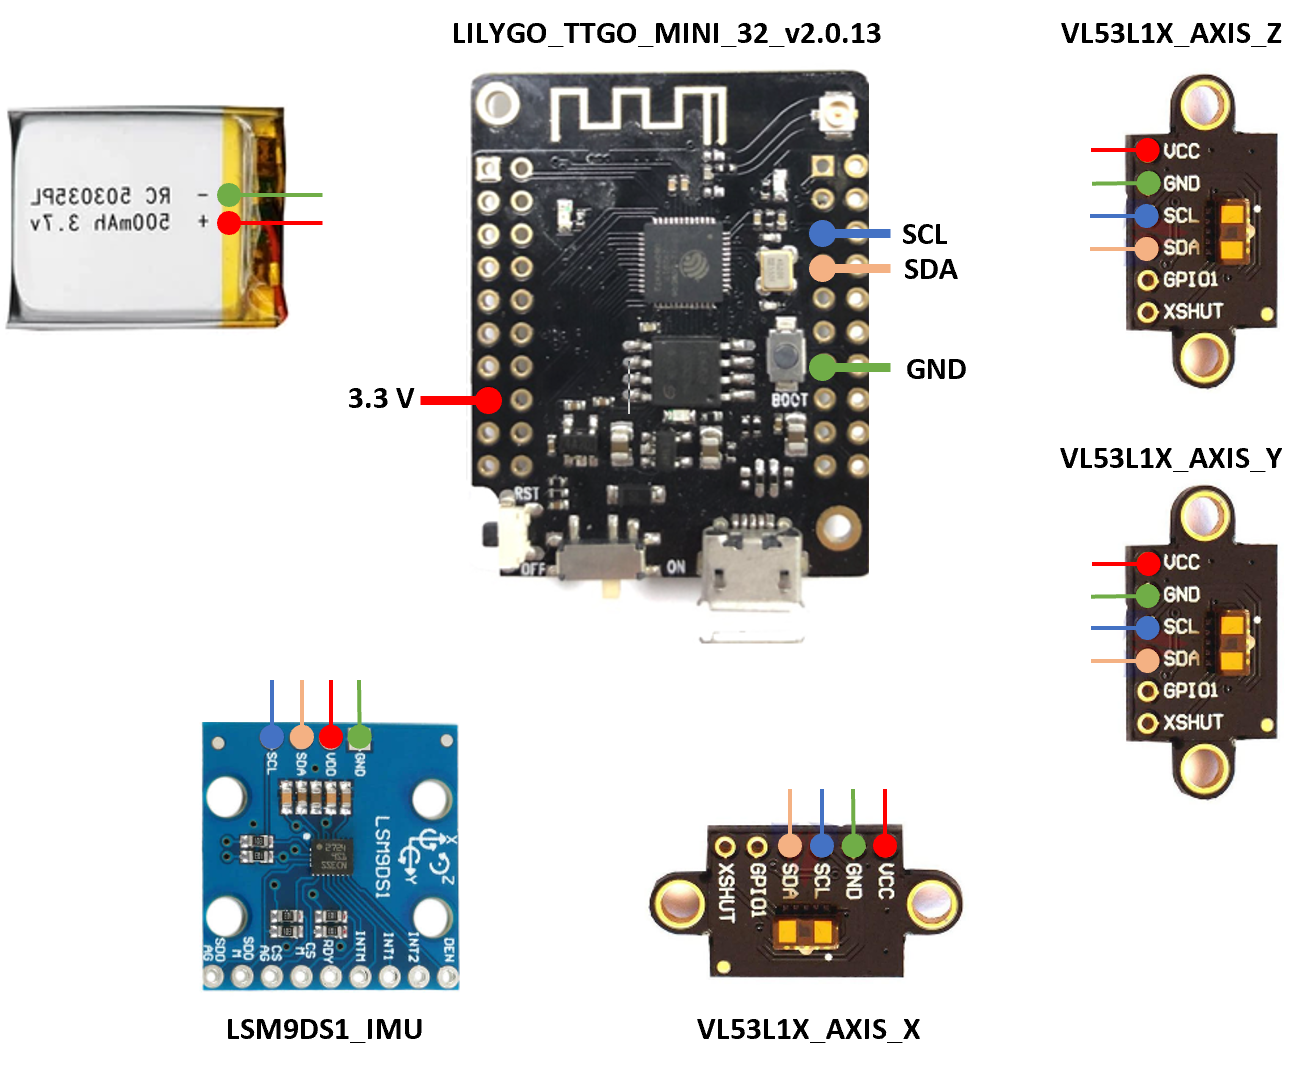 LILYGO_TTGO_MINI_32_v2.0.13
VL53L1X_AXIS_Z
VCC
GND
SCL
SDA
GPIO1
XSHUT
- RC 503035PL
+ 500mAh 3.7v
SCL
SDA
GND
3.3 V
BOOT
RST
OFF
ON
VL53L1X_AXIS_Y
VCC
GND
SCL
SDA
GPIO1
XSHUT
SCL
SDA
VDD
GND
LSM9DS1
X
Y
Z
SDO AG
SDO M
CS AG
CS M
RDY
INTM
INT1
INT2
DEN
LSM9DS1_IMU
XSHUT
GPIO1
SDA
SCL
GND
VCC
VL53L1X_AXIS_X